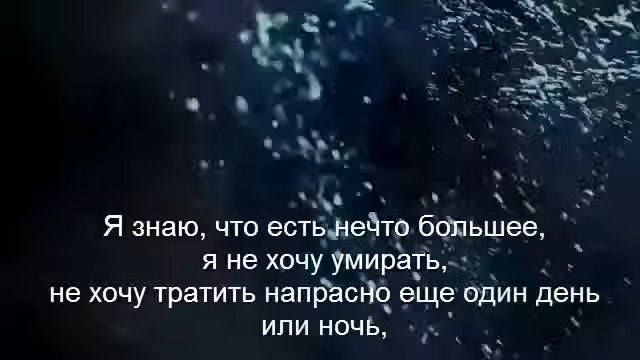 Я знаю, что есть нечто большее,
я не хочу умирать,
не хочу тратить напрасно еще один день
или ночь,